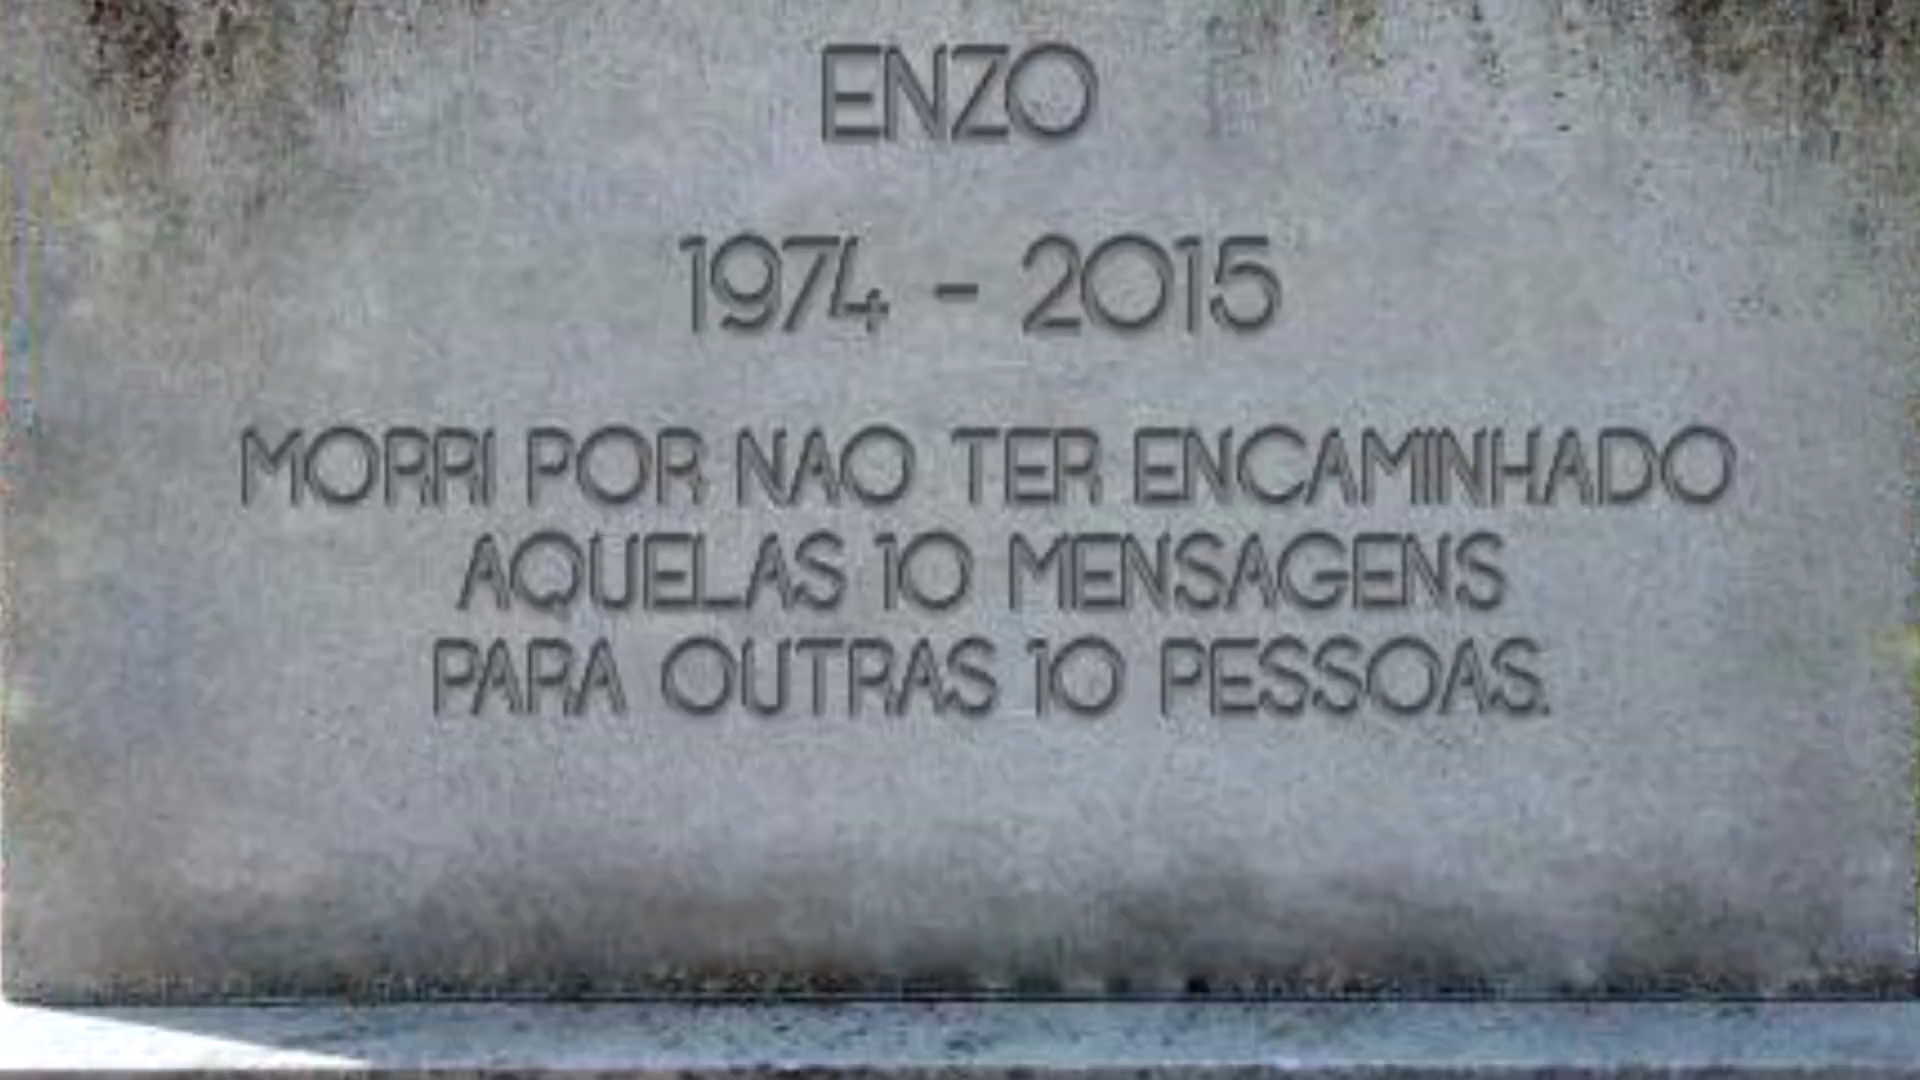 ENZO
1974 - 2015
MORRI POR NAO TER ENCAMINHADO
AQUELAS 10 MENSAGENS
PARA OUTRAS 10 PESSOAS.